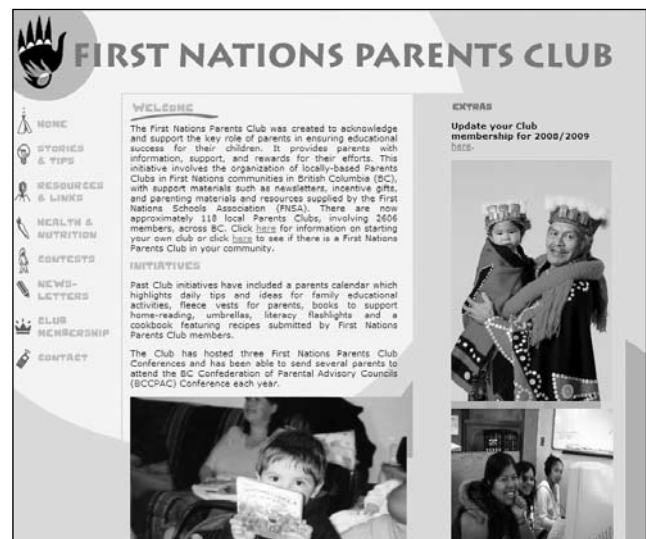 FIRST NATIONS PARENTS CLUB
HOME
STORIES
& TIPS
RESOURCES
& LINKS
HEALTH &
NUTRITION
CONTESTS
NEWS-
LETTERS
CLUB
MEMBERSHIP
CONTACT
WELCOME
The First Nations Parents Club was created to acknowledge
and support the key role of parents in ensuring educational
success for their children. It provides parents with
information, support, and rewards for their efforts. This
initiative involves the organization of locally-based Parents
Clubs in First Nations communities in British Columbia (BC),
with support materials such as newsletters, incentive gifts,
and parenting materials and resources supplied by the First
Nations Schools Association (FNSA). There are now
approximately 118 local Parents Clubs, involving 2606
members, across BC. Click here for information on starting
your own club or click here to see if there is a First Nations
Parents Club in your community.
INITIATIVES
Past Club initiatives have included a parents calendar which
highlights daily tips and ideas for family educational
activities, fleece vests for parents, books to support
home-reading, umbrellas, literacy flashlights and a
cookbook featuring recipes submitted by First Nations
Parents Club members.
The Club has hosted three First Nations Parents Club
Conferences and has been able to send several parents to
attend the BC Confederation of Parental Advisory Councils
(BCCPAC) Conference each year.
EXTRAS
Update your Club
membership for 2008/2009
here.